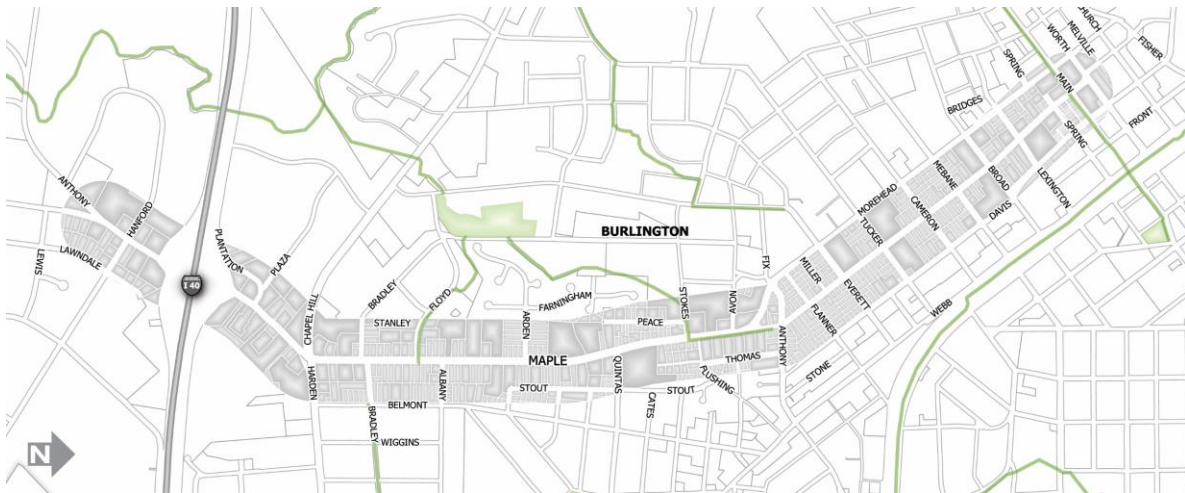 CHURCH
WORTH
MELVILLE
FISHER
SPRING
MAIN
BRIDGES
FRONT
SPRING
MEBANE
BROAD
LEXINGTON
MOREHEAD
CAMERON
DAVIS
TUCKER
ANTHONY
HANFORD
LAWNDALE
LEWIS
I 40
PLANTATION
PLAZA
BURLINGTON
FIX
MILLER
EVERETT
WEBB
BRADLEY
FLOYD
FARNINGHAM
STOKES
AVON
FLANNER
CHAPEL HILL
STANLEY
ARDEN
PEACE
ANTHONY
STONE
HARDEN
MAPLE
THOMAS
ALBANY
QUINTAS
FLUSHING
STOUT
STOUT
CATES
BELMONT
BRADLEY
WIGGINS
N